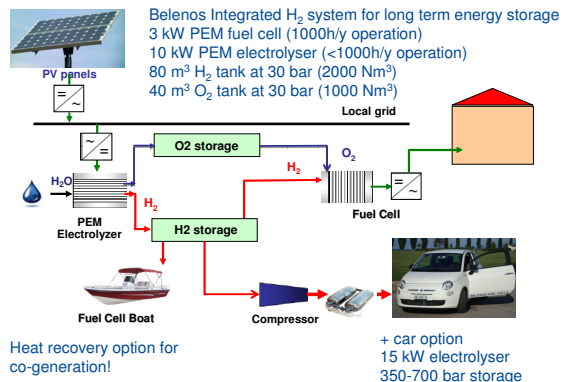 Belenos Integrated H₂ system for long term energy storage
3 kW PEM fuel cell (1000h/y operation)
10 kW PEM electrolyser (<1000h/y operation)
80 m³ H₂ tank at 30 bar (2000 Nm³)
40 m³ O₂ tank at 30 bar (1000 Nm³)
PV panels
=
~
Local grid
~
=
O2 storage
O₂
H₂O
H₂
H₂
=
~
PEM
Electrolyzer
Fuel Cell
H2 storage
Fuel Cell Boat
Compressor
Heat recovery option for
co-generation!
+ car option
15 kW electrolyser
350-700 bar storage